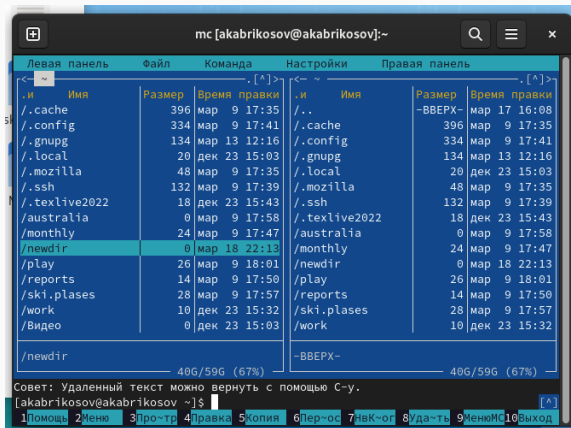 mc [akabrikosov@akabrikosov]:~
Левая панель Файл Команда Настройки Правая панель
<- ~ .[^]> <- ~ .[^]>
.и Имя Размер Время правки .и Имя Размер Время правки
/.cache 396 мар 9 17:35 /.. -ВВЕРХ- мар 17 16:08
/.config 334 мар 9 17:41 /.cache 396 мар 9 17:35
/.gnupg 134 мар 13 12:16 /.config 334 мар 9 17:41
/.local 20 дек 23 15:03 /.gnupg 134 мар 13 12:16
/.mozilla 48 мар 9 17:35 /.local 20 дек 23 15:03
/.ssh 132 мар 9 17:39 /.mozilla 48 мар 9 17:35
/.texlive2022 18 дек 23 15:43 /.ssh 132 мар 9 17:39
/australia 0 мар 9 17:58 /.texlive2022 18 дек 23 15:43
/monthly 24 мар 9 17:47 /australia 0 мар 9 17:58
/newdir 0 мар 18 22:13 /monthly 24 мар 9 17:47
/play 26 мар 9 18:01 /newdir 0 мар 18 22:13
/reports 14 мар 9 17:50 /play 26 мар 9 18:01
/ski.plases 28 мар 9 17:57 /reports 14 мар 9 17:50
/work 10 дек 23 15:32 /ski.plases 28 мар 9 17:57
/Видео 0 дек 23 15:03 /work 10 дек 23 15:32
/newdir -ВВЕРХ-
40G/59G (67%) 40G/59G (67%)
Совет: Удаленный текст можно вернуть с помощью C-y.
[akabrikosov@akabrikosov ~]$ [^]
1Помощь 2Меню 3Про~тр 4Правка 5Копия 6Пер~ос 7НвК~ог 8Уда~ть 9МенюMC 10Выход